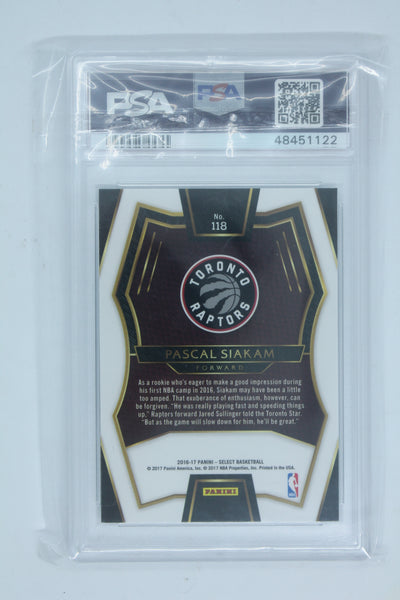 PSA
PSA
48451122
No.
118
TORONTO
RAPTORS
PASCAL SIAKAM
FORWARD
As a rookie who's eager to make a good impression during
his first NBA camp in 2016, Siakam may have been a little
too amped. That exuberance of enthusiasm, however, can
be forgiven. "He was really playing fast and speeding things
up," Raptors forward Jared Sullinger told the Toronto Star.
"But as the game will slow down for him, he'll be great."
2016-17 PANINI – SELECT BASKETBALL
© 2017 Panini America, Inc. © 2017 NBA Properties, Inc. Printed in the USA.
PANINI
NBA